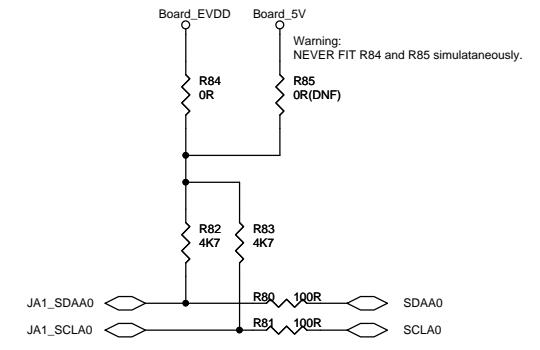 Board_EVDD
Board_5V
Warning:
NEVER FIT R84 and R85 simulataneously.
R84
0R
R85
0R(DNF)
R82
4K7
R83
4K7
JA1_SDAA0
R80
100R
SDAA0
JA1_SCLA0
R81
100R
SCLA0